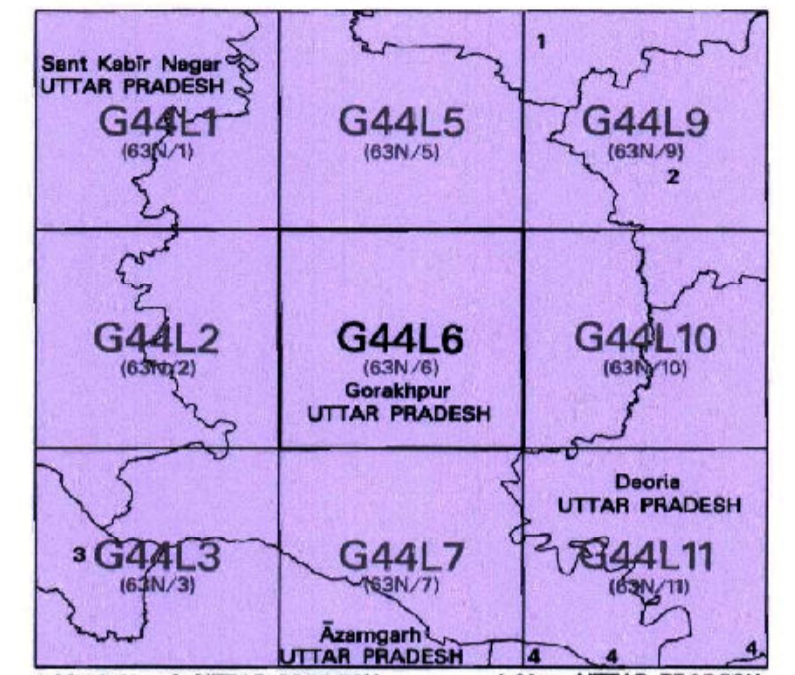 1
Sant Kabīr Nagar
UTTAR PRADESH
G44L1
(63N/1)
G44L5
(63N/5)
G44L9
(63N/9)
2
G44L2
(63N/2)
G44L6
(63N/6)
Gorakhpur
UTTAR PRADESH
G44L10
(63N/10)
Deoria
UTTAR PRADESH
3 G44L3
(63N/3)
G44L7
(63N/7)
G44L11
(63N/11)
Āzamgarh
UTTAR PRADESH
4
4
4